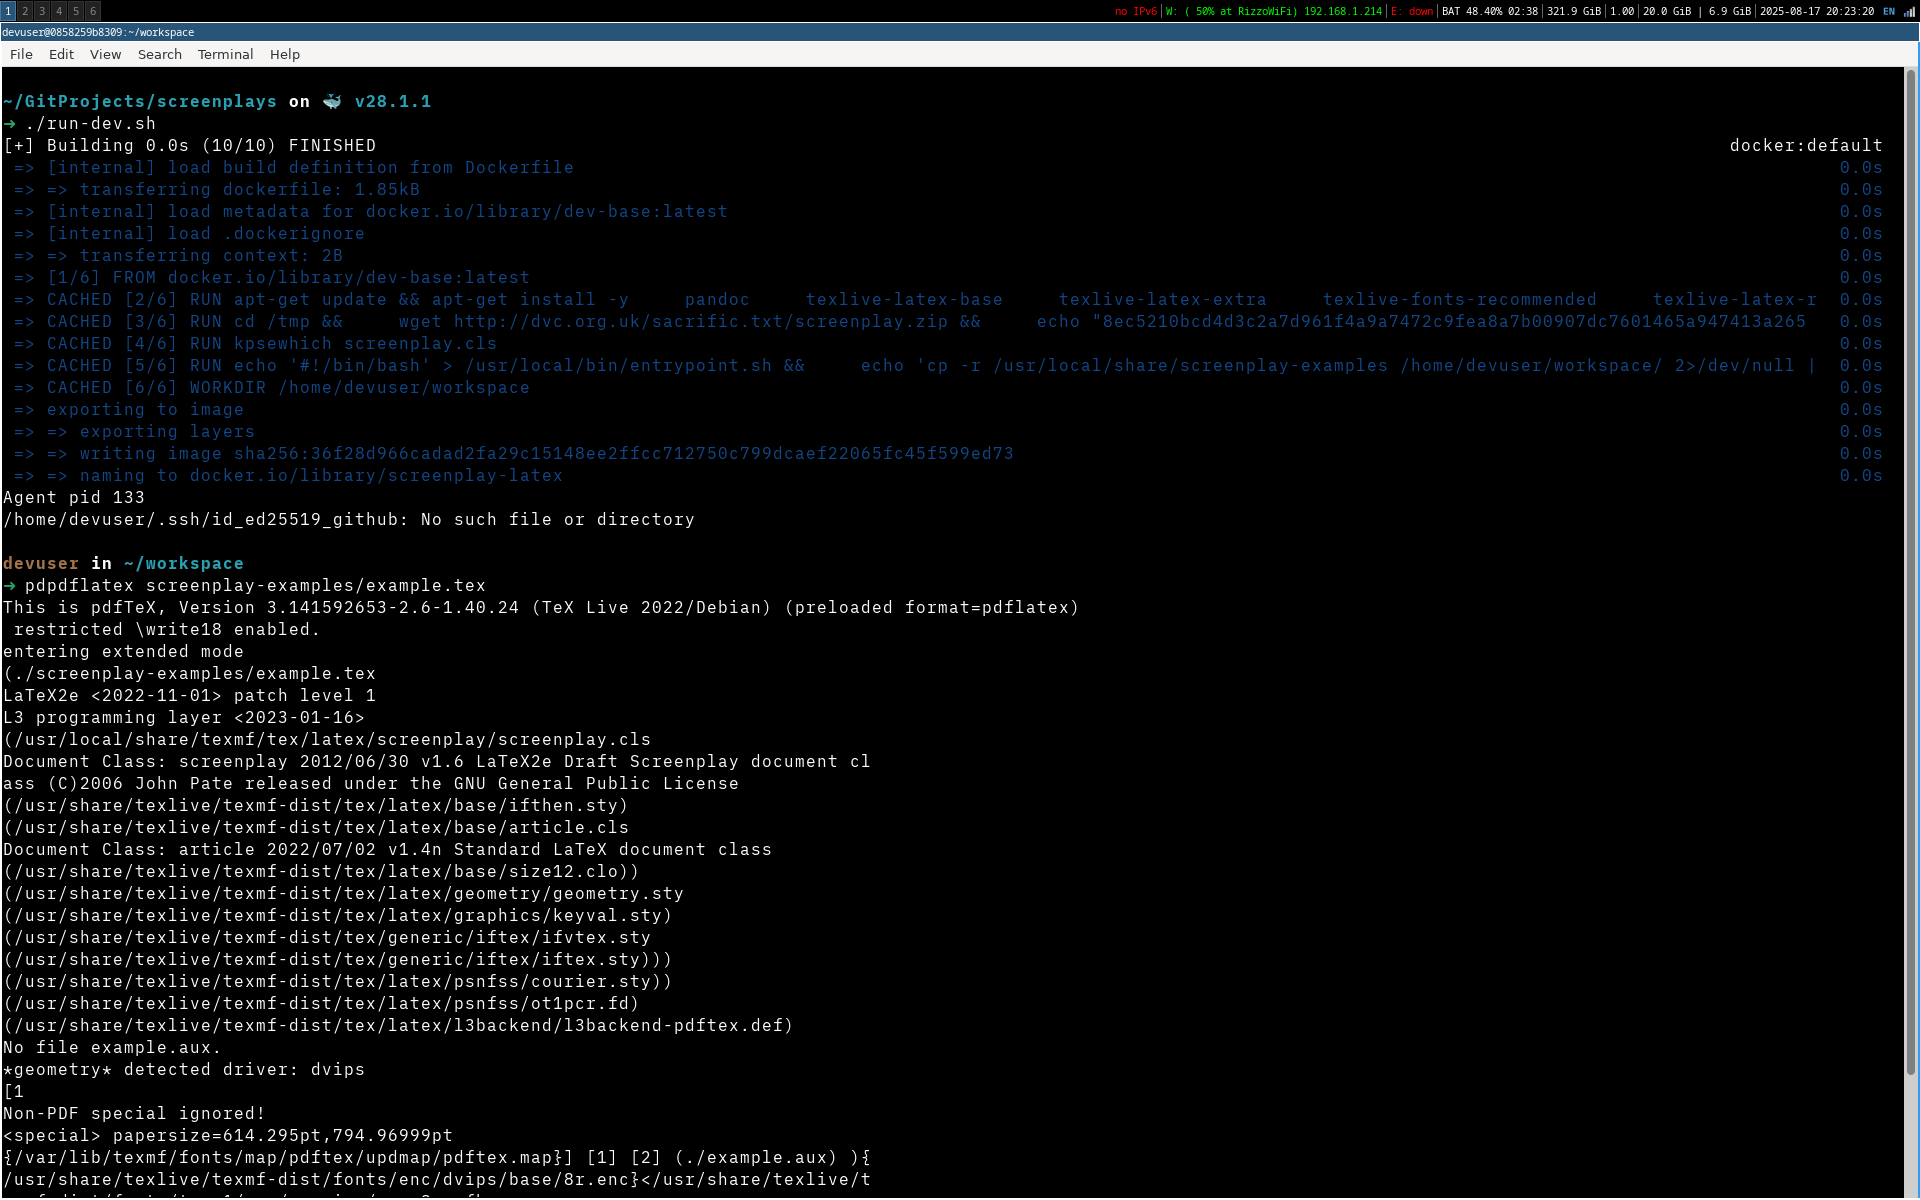 1 2 3 4 5 6
no IPv6|W: ( 50% at RizzoWiFi) 192.168.1.214|E: down|BAT 48.40% 02:38|321.9 GiB|1.00|20.0 GiB | 6.9 GiB|2025-08-17 20:23:20 EN
devuser@0858259b8309:~/workspace
File Edit View Search Terminal Help
~/GitProjects/screenplays on 🐳 v28.1.1
➜ ./run-dev.sh
[+] Building 0.0s (10/10) FINISHED docker:default
=> [internal] load build definition from Dockerfile 0.0s
=> => transferring dockerfile: 1.85kB 0.0s
=> [internal] load metadata for docker.io/library/dev-base:latest 0.0s
=> [internal] load .dockerignore 0.0s
=> => transferring context: 2B 0.0s
=> [1/6] FROM docker.io/library/dev-base:latest 0.0s
=> CACHED [2/6] RUN apt-get update && apt-get install -y pandoc texlive-latex-base texlive-latex-extra texlive-fonts-recommended texlive-latex-r 0.0s
=> CACHED [3/6] RUN cd /tmp && wget http://dvc.org.uk/sacrific.txt/screenplay.zip && echo "8ec5210bcd4d3c2a7d961f4a9a7472c9fea8a7b00907dc7601465a947413a265 0.0s
=> CACHED [4/6] RUN kpsewhich screenplay.cls 0.0s
=> CACHED [5/6] RUN echo '#!/bin/bash' > /usr/local/bin/entrypoint.sh && echo 'cp -r /usr/local/share/screenplay-examples /home/devuser/workspace/ 2>/dev/null | 0.0s
=> CACHED [6/6] WORKDIR /home/devuser/workspace 0.0s
=> exporting to image 0.0s
=> => exporting layers 0.0s
=> => writing image sha256:36f28d966cadad2fa29c15148ee2ffcc712750c799dcaef22065fc45f599ed73 0.0s
=> => naming to docker.io/library/screenplay-latex 0.0s
Agent pid 133
/home/devuser/.ssh/id_ed25519_github: No such file or directory
devuser in ~/workspace
➜ pdpdflatex screenplay-examples/example.tex
This is pdfTeX, Version 3.141592653-2.6-1.40.24 (TeX Live 2022/Debian) (preloaded format=pdflatex)
restricted \write18 enabled.
entering extended mode
(./screenplay-examples/example.tex
LaTeX2e <2022-11-01> patch level 1
L3 programming layer <2023-01-16>
(/usr/local/share/texmf/tex/latex/screenplay/screenplay.cls
Document Class: screenplay 2012/06/30 v1.6 LaTeX2e Draft Screenplay document cl
ass (C)2006 John Pate released under the GNU General Public License
(/usr/share/texlive/texmf-dist/tex/latex/base/ifthen.sty)
(/usr/share/texlive/texmf-dist/tex/latex/base/article.cls
Document Class: article 2022/07/02 v1.4n Standard LaTeX document class
(/usr/share/texlive/texmf-dist/tex/latex/base/size12.clo))
(/usr/share/texlive/texmf-dist/tex/latex/geometry/geometry.sty
(/usr/share/texlive/texmf-dist/tex/latex/graphics/keyval.sty)
(/usr/share/texlive/texmf-dist/tex/generic/iftex/ifvtex.sty
(/usr/share/texlive/texmf-dist/tex/generic/iftex/iftex.sty)))
(/usr/share/texlive/texmf-dist/tex/latex/psnfss/courier.sty))
(/usr/share/texlive/texmf-dist/tex/latex/psnfss/ot1pcr.fd)
(/usr/share/texlive/texmf-dist/tex/latex/l3backend/l3backend-pdftex.def)
No file example.aux.
*geometry* detected driver: dvips
[1
Non-PDF special ignored!
<special> papersize=614.295pt,794.96999pt
{/var/lib/texmf/fonts/map/pdftex/updmap/pdftex.map}] [1] [2] (./example.aux) ){
/usr/share/texlive/texmf-dist/fonts/enc/dvips/base/8r.enc}</usr/share/texlive/t